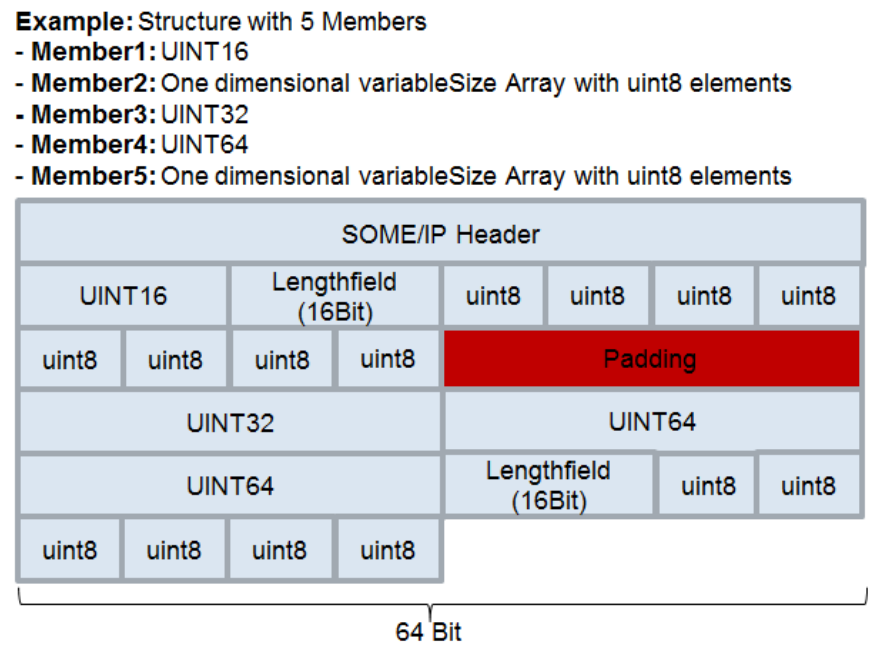 Example: Structure with 5 Members
- Member1: UINT16
- Member2: One dimensional variableSize Array with uint8 elements
- Member3: UINT32
- Member4: UINT64
- Member5: One dimensional variableSize Array with uint8 elements
SOME/IP Header
UINT16 Lengthfield (16Bit) uint8 uint8 uint8 uint8
uint8 uint8 uint8 uint8 Padding
UINT32 UINT64
UINT64 Lengthfield (16Bit) uint8 uint8
uint8 uint8 uint8 uint8
64 Bit